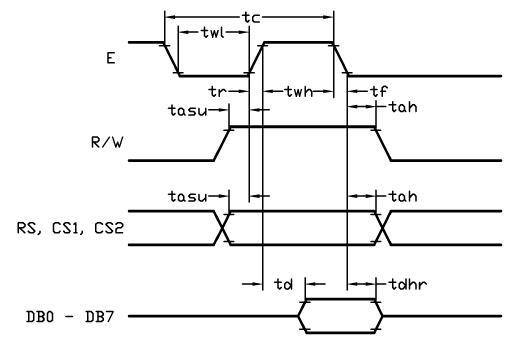 tc
twl
E
tr
twh
tf
tasu
tah
R/W
tasu
tah
RS, CS1, CS2
td
tdhr
DB0 - DB7